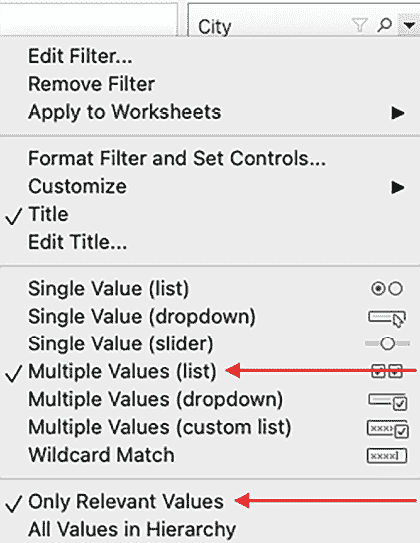 City
Edit Filter...
Remove Filter
Apply to Worksheets
Format Filter and Set Controls...
Customize
Title
Edit Title...
Single Value (list)
Single Value (dropdown)
Single Value (slider)
Multiple Values (list)
Multiple Values (dropdown)
Multiple Values (custom list)
Wildcard Match
Only Relevant Values
All Values in Hierarchy